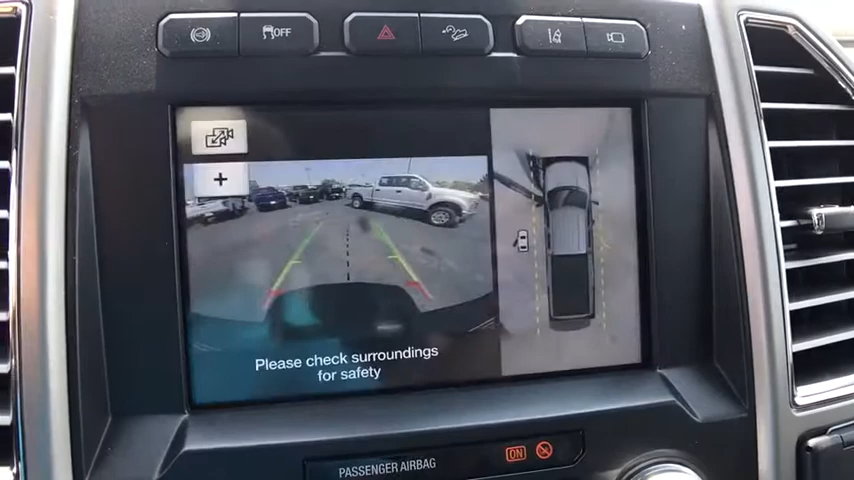 OFF
+
Please check surroundings
for safety
PASSENGER AIRBAG
ON